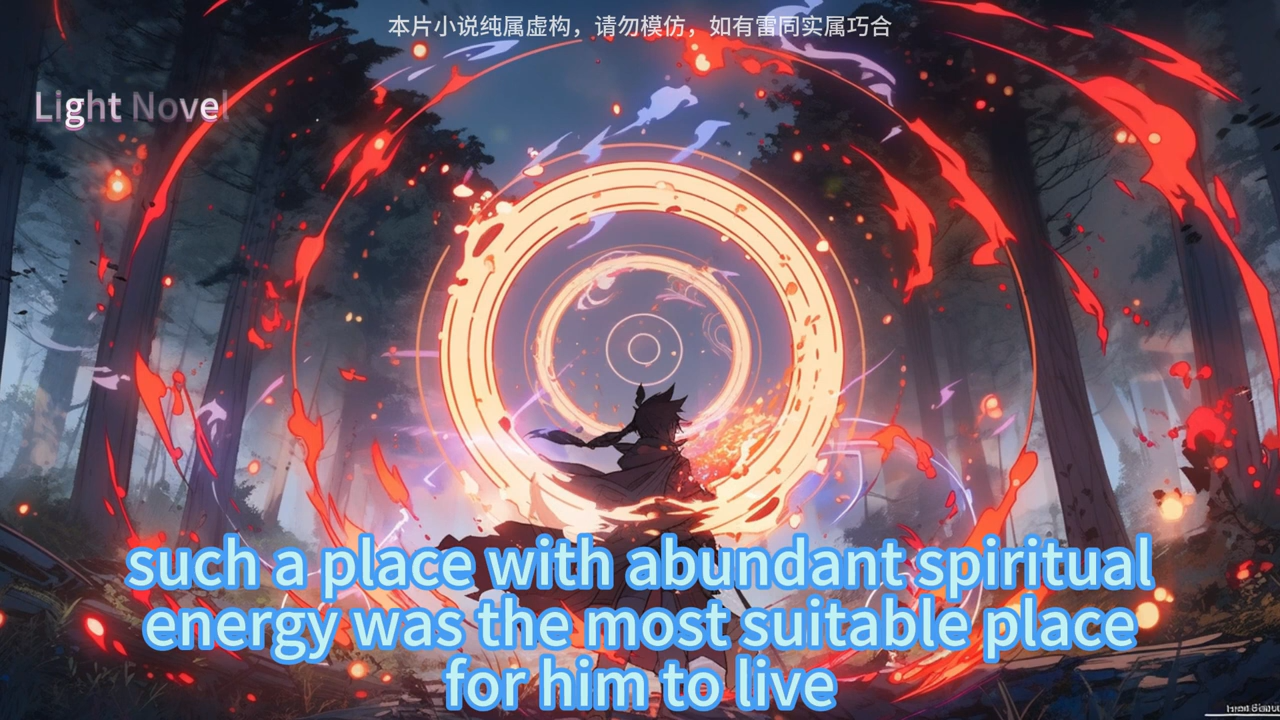 本片小说纯属虚构，请勿模仿，如有雷同实属巧合
Light Novel
such a place with abundant spiritual
energy was the most suitable place
for him to live